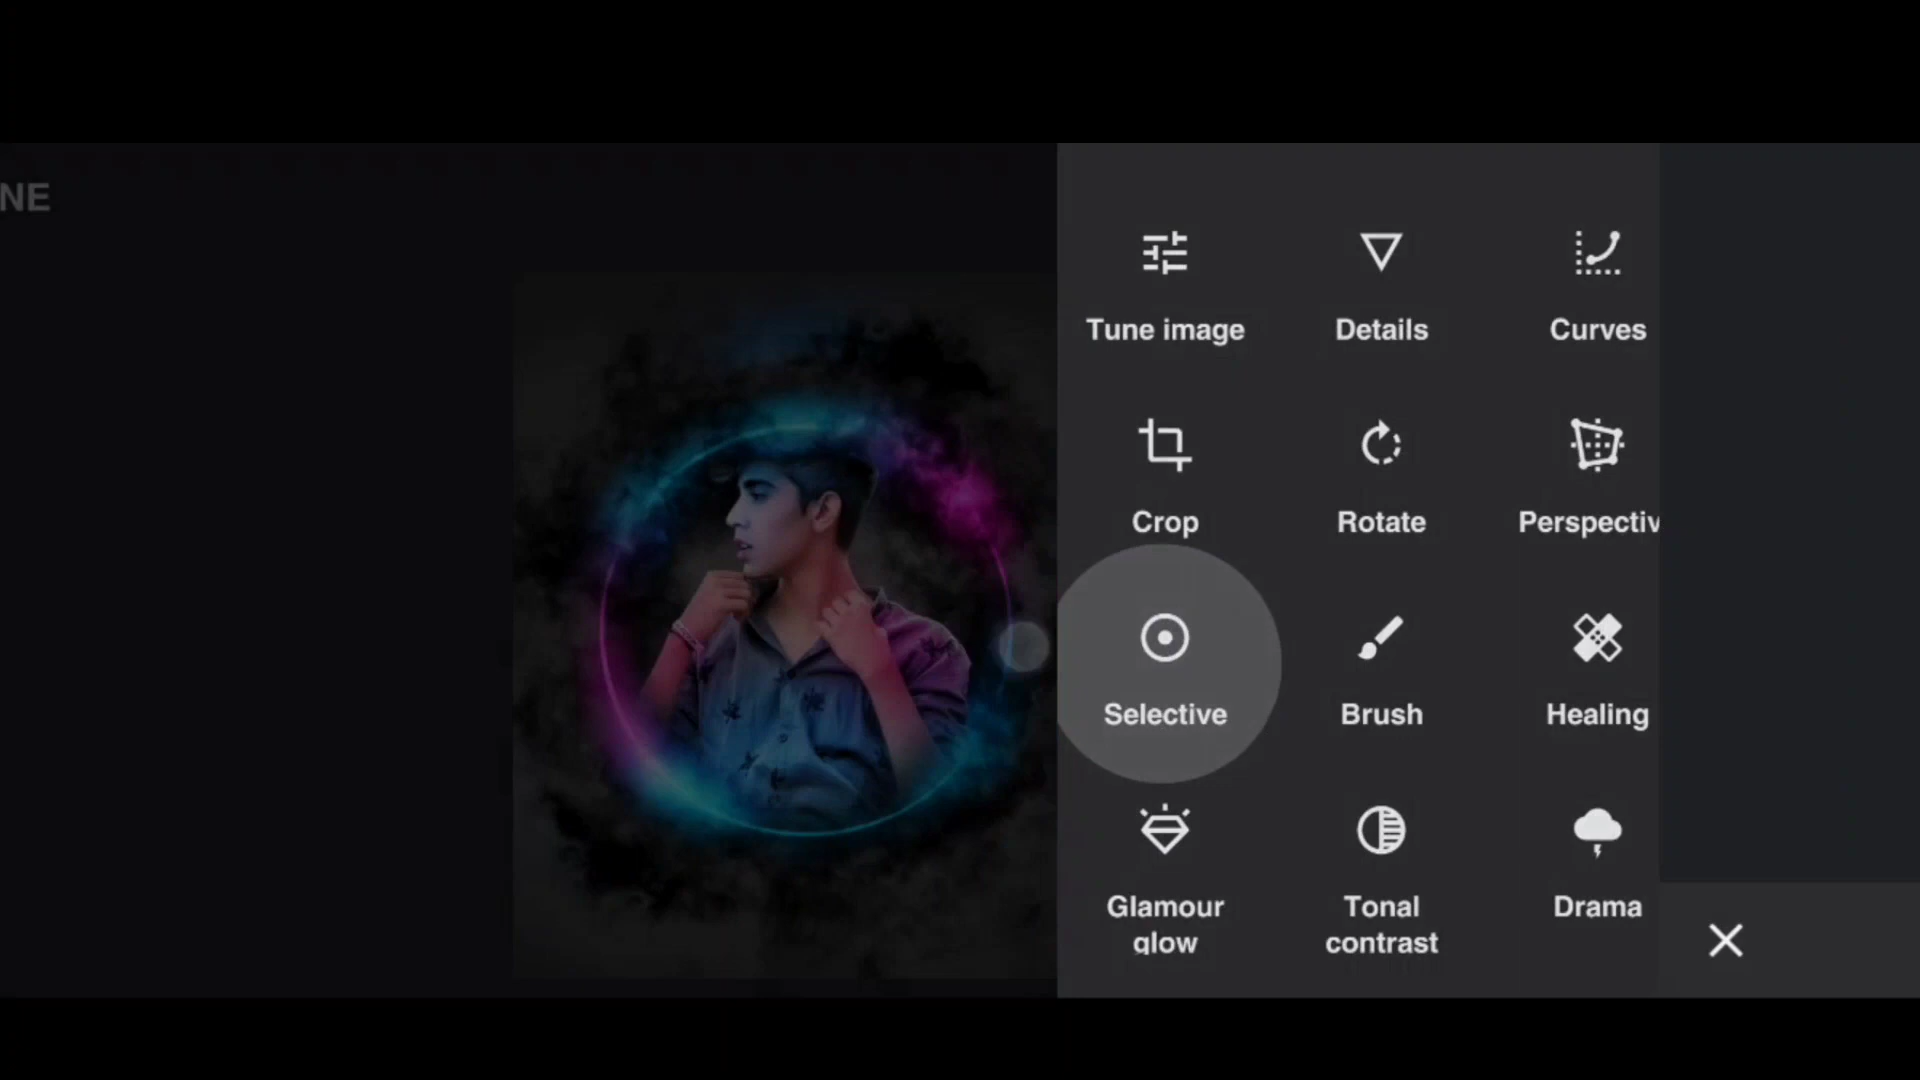 NE
Tune image
Details
Curves
Crop
Rotate
Perspectiv
Selective
Brush
Healing
Glamour
glow
Tonal
contrast
Drama